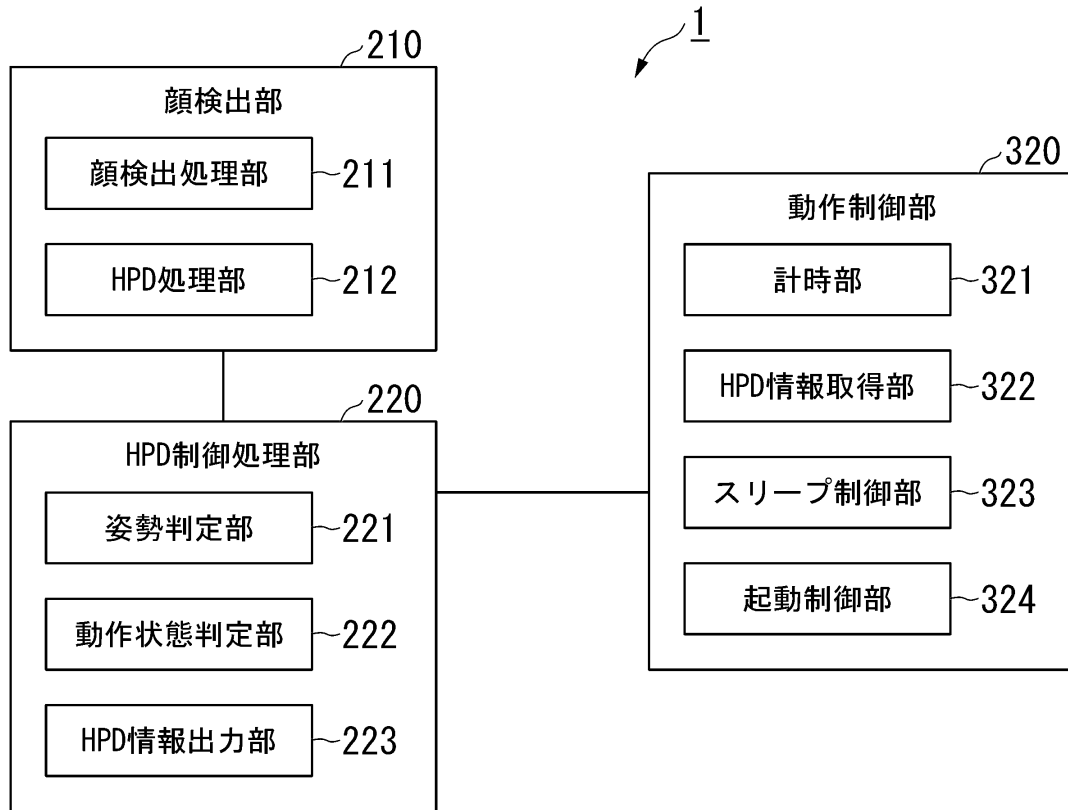 1
210
顔検出部
顔検出処理部 211
HPD処理部 212
220
HPD制御処理部
姿勢判定部 221
動作状態判定部 222
HPD情報出力部 223
320
動作制御部
計時部 321
HPD情報取得部 322
スリープ制御部 323
起動制御部 324